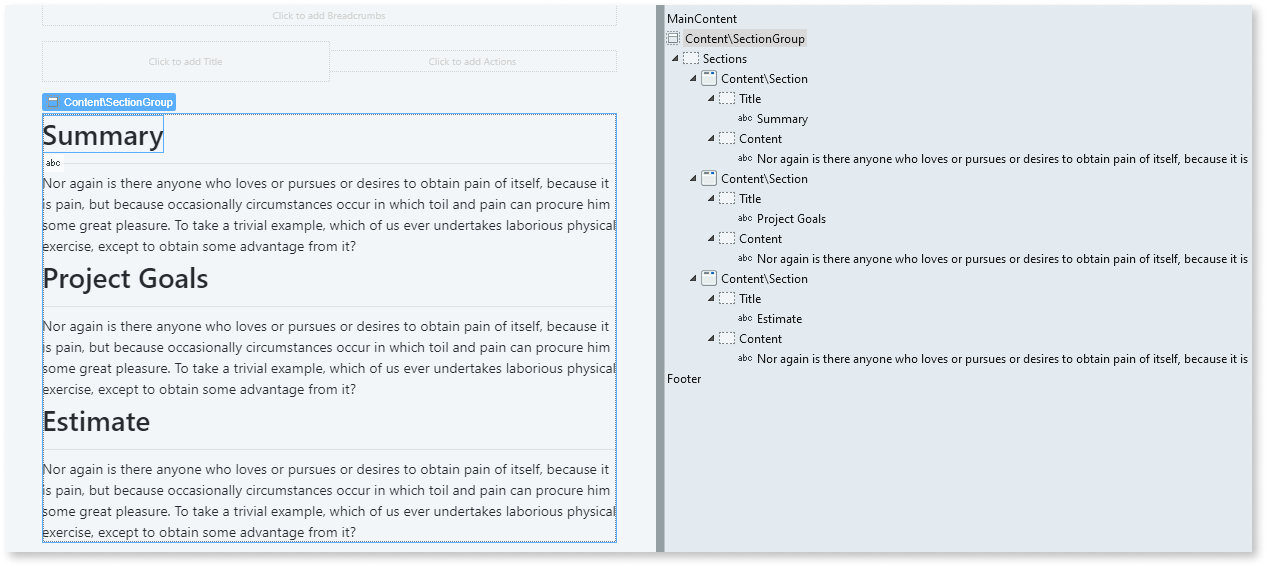 Click to add Breadcrumbs
Click to add Title
Click to add Actions
Content\SectionGroup
Summary
abc
Nor again is there anyone who loves or pursues or desires to obtain pain of itself, because it
is pain, but because occasionally circumstances occur in which toil and pain can procure him
some great pleasure. To take a trivial example, which of us ever undertakes laborious physical
exercise, except to obtain some advantage from it?
Project Goals
Nor again is there anyone who loves or pursues or desires to obtain pain of itself, because it
is pain, but because occasionally circumstances occur in which toil and pain can procure him
some great pleasure. To take a trivial example, which of us ever undertakes laborious physical
exercise, except to obtain some advantage from it?
Estimate
Nor again is there anyone who loves or pursues or desires to obtain pain of itself, because it
is pain, but because occasionally circumstances occur in which toil and pain can procure him
some great pleasure. To take a trivial example, which of us ever undertakes laborious physical
exercise, except to obtain some advantage from it?
MainContent
Content\SectionGroup
Sections
Content\Section
Title
abc Summary
Content
abc Nor again is there anyone who loves or pursues or desires to obtain pain of itself, because it is
Content\Section
Title
abc Project Goals
Content
abc Nor again is there anyone who loves or pursues or desires to obtain pain of itself, because it is
Content\Section
Title
abc Estimate
Content
abc Nor again is there anyone who loves or pursues or desires to obtain pain of itself, because it is
Footer